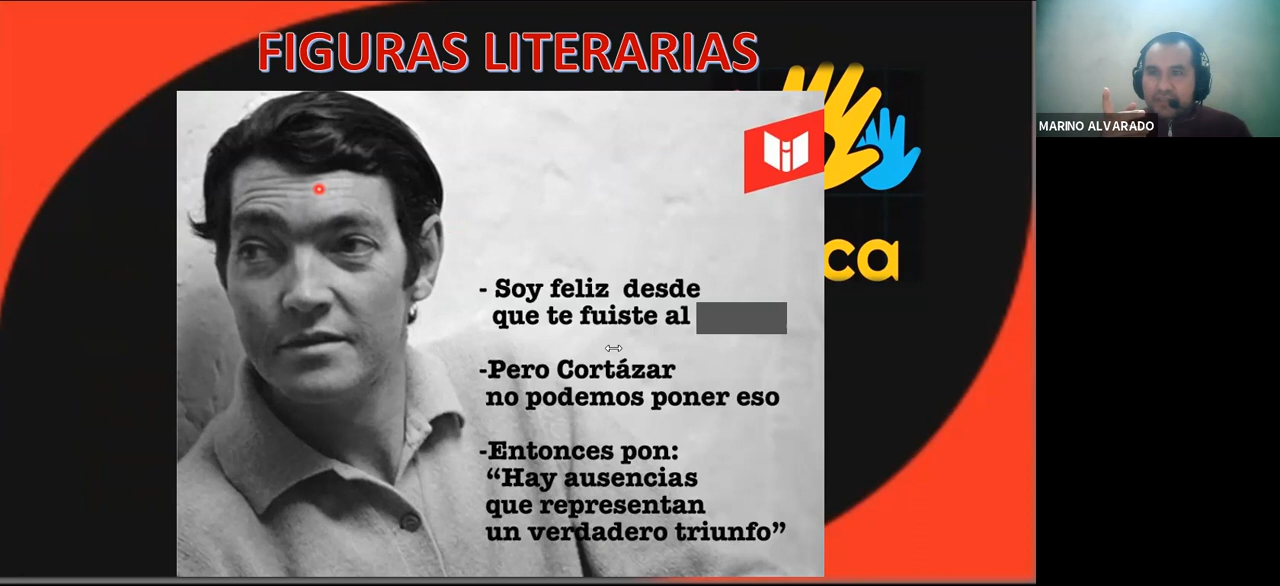 FIGURAS LITERARIAS
ca
- Soy feliz desde
que te fuiste al
-Pero Cortázar
no podemos poner eso
-Entonces pon:
“Hay ausencias
que representan
un verdadero triunfo”
MARINO ALVARADO